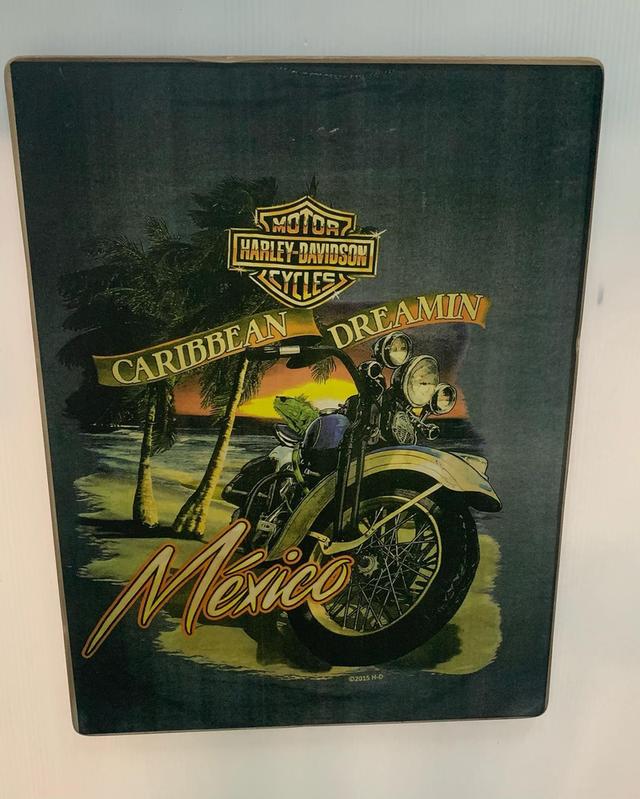 MOTOR
HARLEY-DAVIDSON
CYCLES
CARIBBEAN DREAMIN
México
©2015 H-D